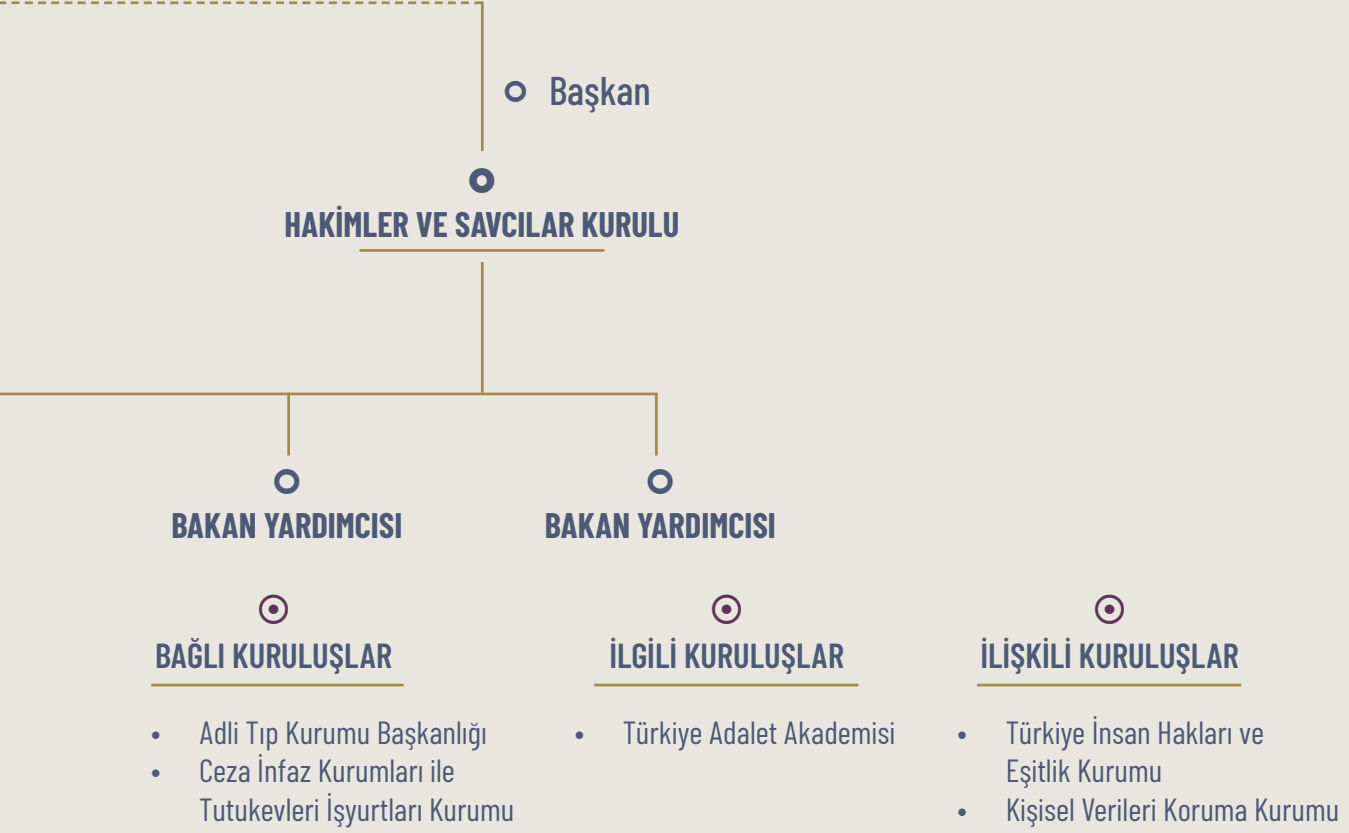 Başkan
HAKİMLER VE SAVCILAR KURULU
BAKAN YARDIMCISI
BAKAN YARDIMCISI
BAĞLI KURULUŞLAR
• Adli Tıp Kurumu Başkanlığı
• Ceza İnfaz Kurumları ile
Tutukevleri İşyurtları Kurumu
İLGİLİ KURULUŞLAR
• Türkiye Adalet Akademisi
İLİŞKİLİ KURULUŞLAR
• Türkiye İnsan Hakları ve
Eşitlik Kurumu
• Kişisel Verileri Koruma Kurumu